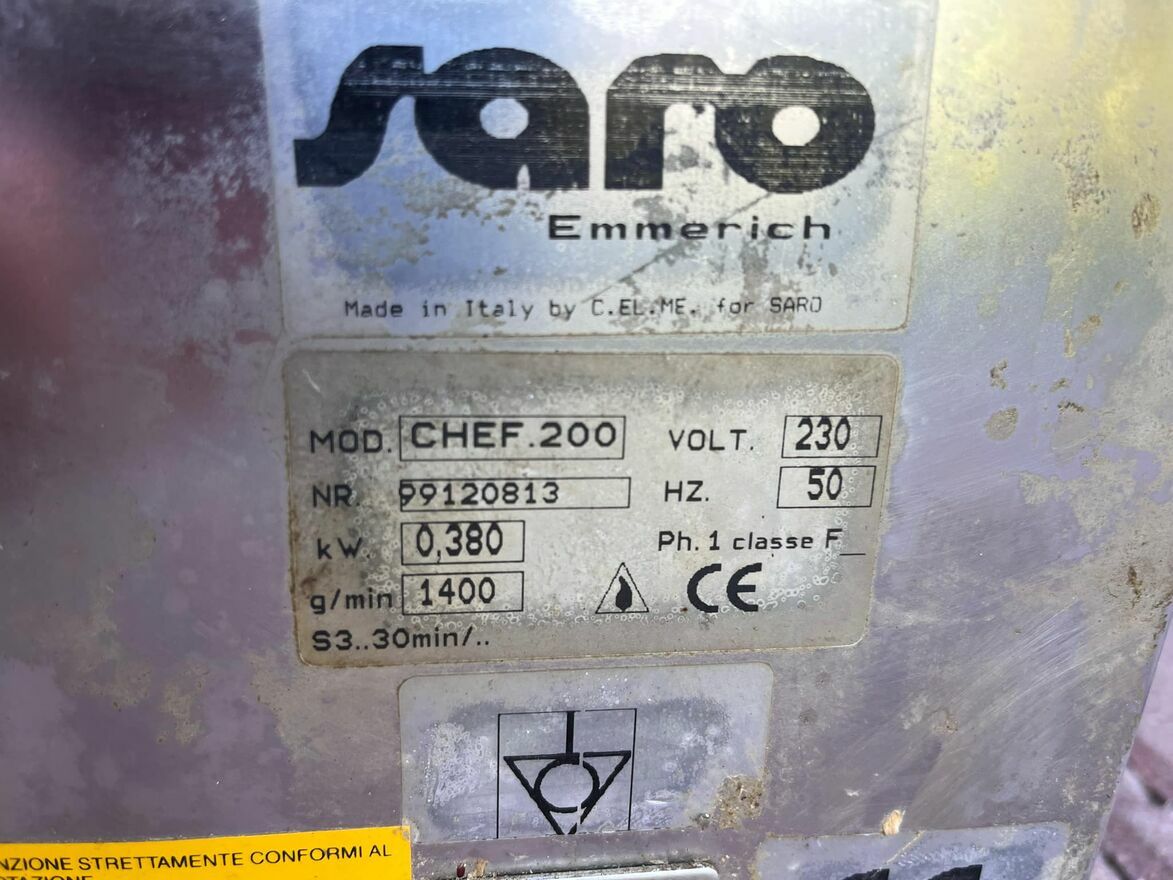 saro
Emmerich
Made in Italy by C.EL.ME. for SARO
MOD. CHEF.200 VOLT. 230
NR. 99120813 HZ. 50
kW. 0,380 Ph. 1 classe F_
g/min 1400 CE
S3..30min/..
NZIONE STRETTAMENTE CONFORMI AL